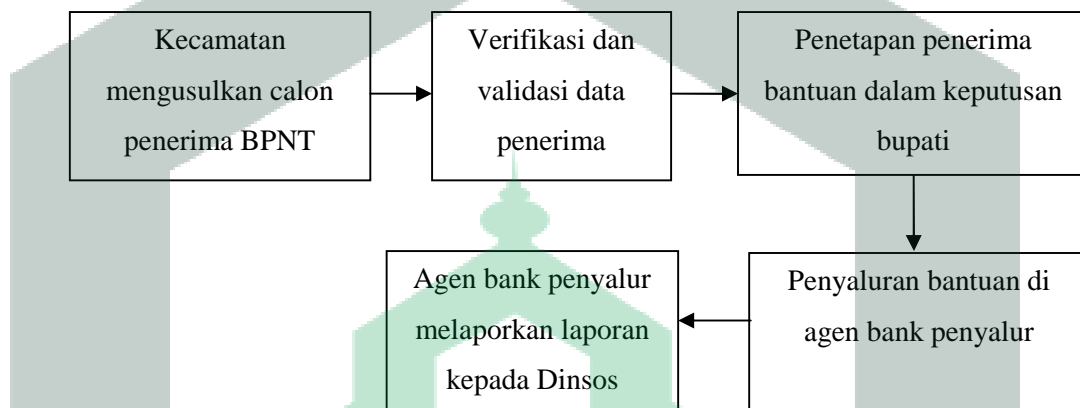 Kecamatan
mengusulkan calon
penerima BPNT
Verifikasi dan
validasi data
penerima
Penetapan penerima
bantuan dalam keputusan
bupati
Penyaluran bantuan di
agen bank penyalur
Agen bank penyalur
melaporkan laporan
kepada Dinsos